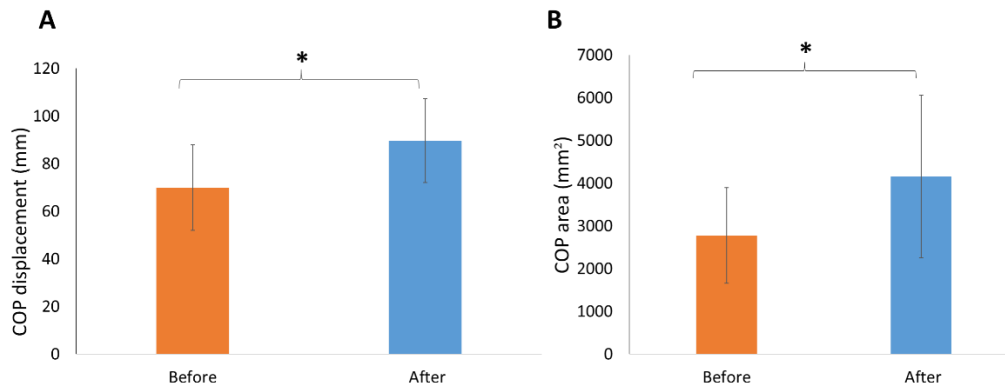 A
COP displacement (mm)
120
100
80
60
40
20
0
*
Before
After
B
COP area (mm²)
7000
6000
5000
4000
3000
2000
1000
0
*
Before
After